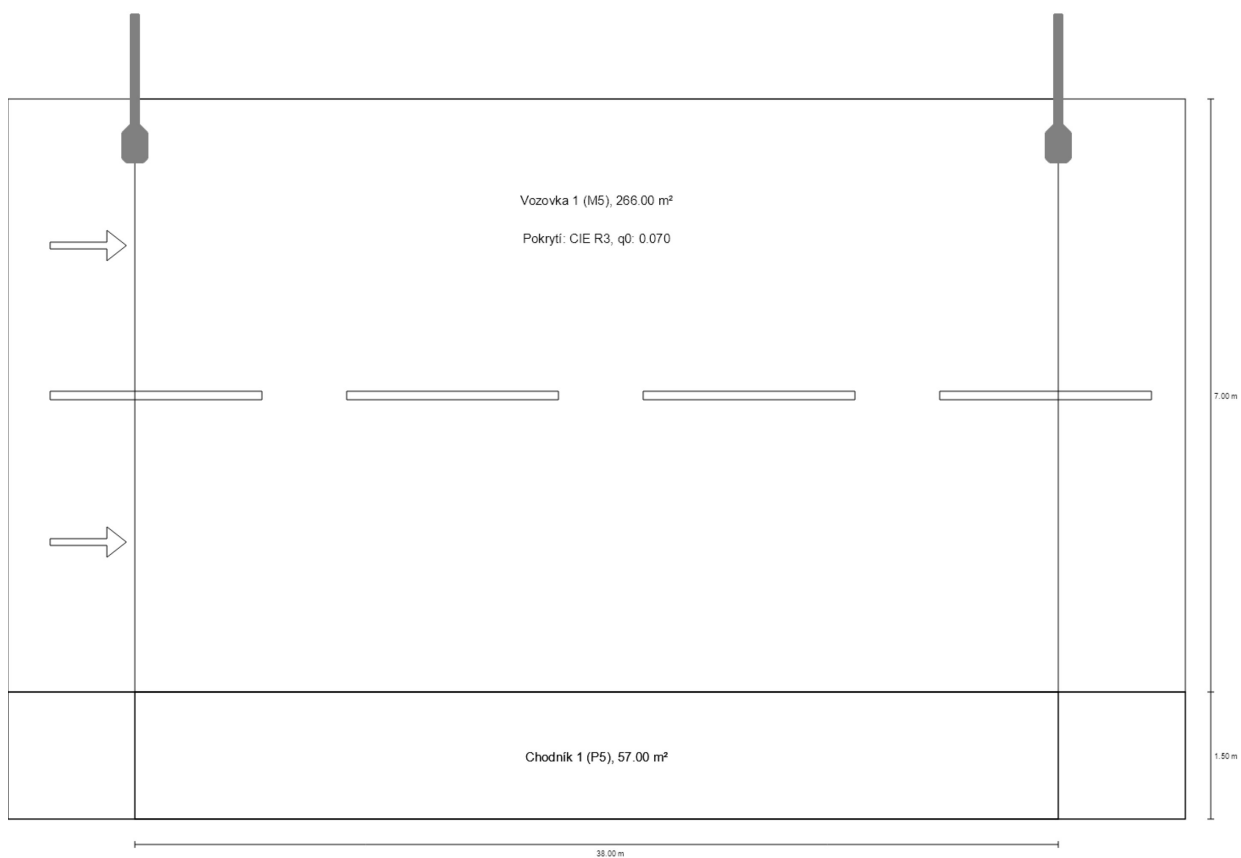 Vozovka 1 (M5), 266.00 m²
Pokrytí: CIE R3, q0: 0.070
7.00 m
Chodník 1 (P5), 57.00 m²
1.50 m
38.00 m